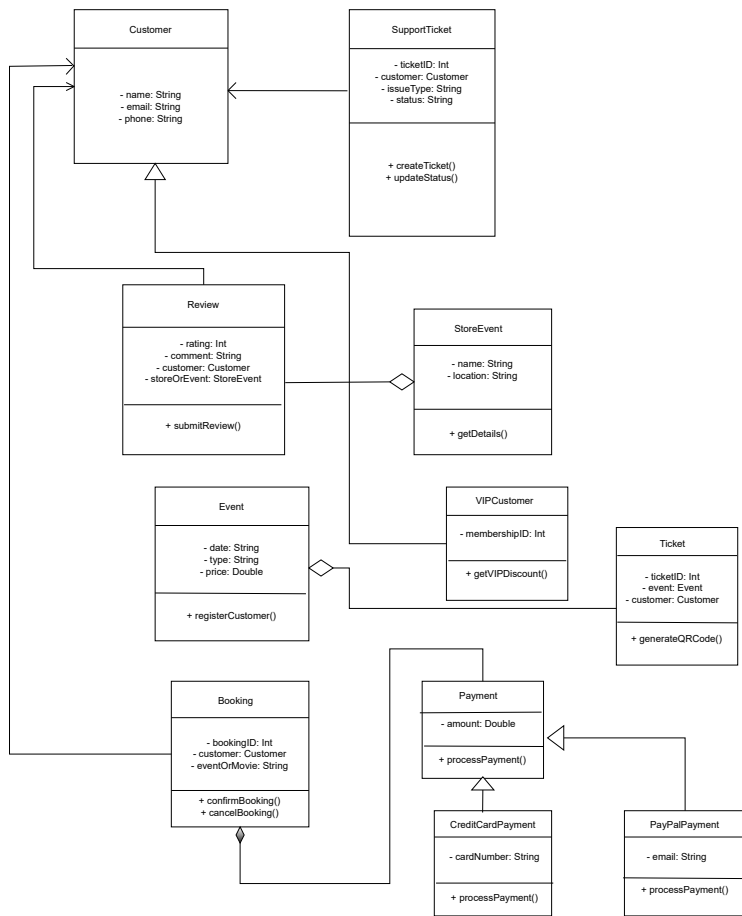 Customer
- name: String
- email: String
- phone: String
SupportTicket
- ticketID: Int
- customer: Customer
- issueType: String
- status: String
+ createTicket()
+ updateStatus()
Review
- rating: Int
- comment: String
- customer: Customer
- storeOrEvent: StoreEvent
+ submitReview()
StoreEvent
- name: String
- location: String
+ getDetails()
Event
- date: String
- type: String
- price: Double
+ registerCustomer()
VIPCustomer
- membershipID: Int
+ getVIPDiscount()
Ticket
- ticketID: Int
- event: Event
- customer: Customer
+ generateQRCode()
Booking
- bookingID: Int
- customer: Customer
- eventOrMovie: String
+ confirmBooking()
+ cancelBooking()
Payment
- amount: Double
+ processPayment()
CreditCardPayment
- cardNumber: String
+ processPayment()
PayPalPayment
- email: String
+ processPayment()